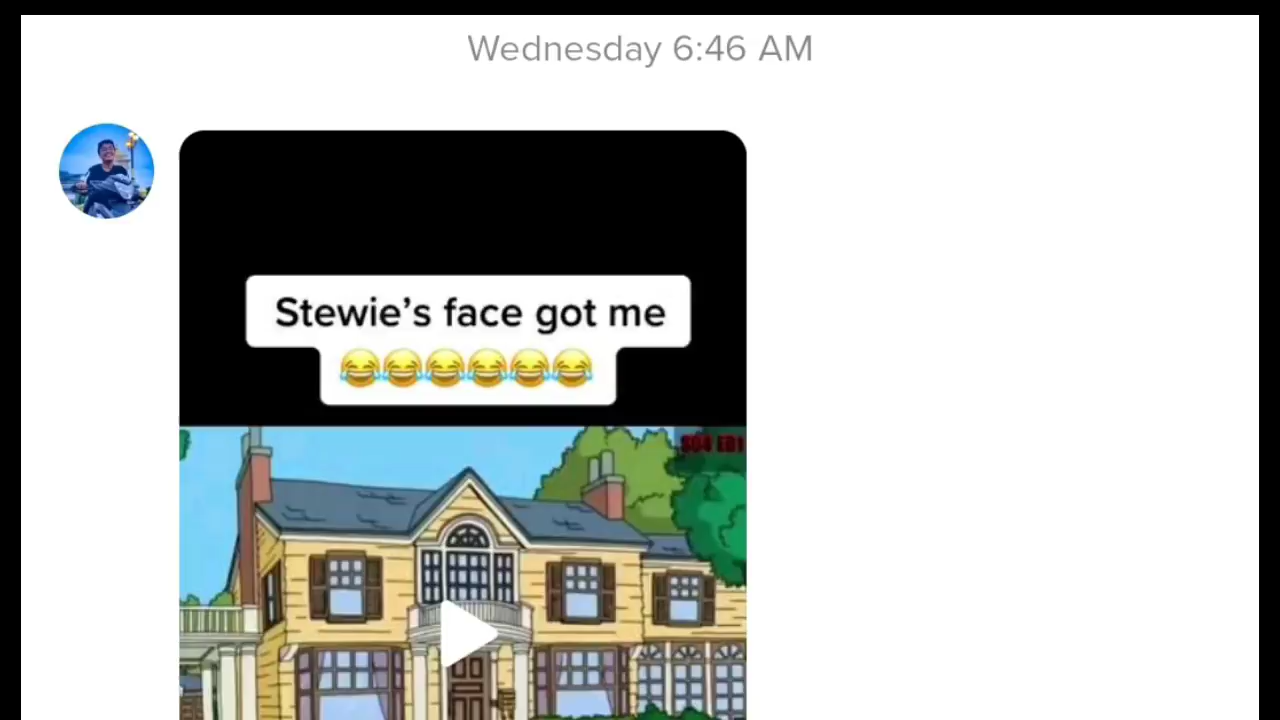 Wednesday 6:46 AM
Stewie’s face got me
😂😂😂😂😂😂